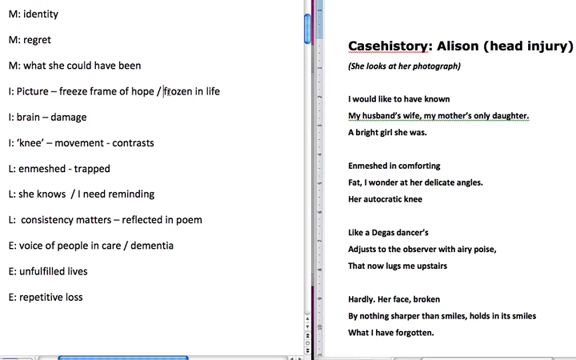 M: identity
M: regret
M: what she could have been
I: Picture – freeze frame of hope / frozen in life
I: brain – damage
I: ‘knee’ – movement - contrasts
L: enmeshed - trapped
L: she knows / I need reminding
L: consistency matters – reflected in poem
E: voice of people in care / dementia
E: unfulfilled lives
E: repetitive loss
Casehistory: Alison (head injury)
(She looks at her photograph)
I would like to have known
My husband’s wife, my mother’s only daughter.
A bright girl she was.
Enmeshed in comforting
Fat, I wonder at her delicate angles.
Her autocratic knee
Like a Degas dancer’s
Adjusts to the observer with airy poise,
That now lugs me upstairs
Hardly. Her face, broken
By nothing sharper than smiles, holds in its smiles
What I have forgotten.